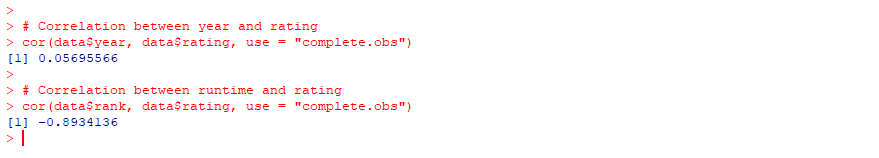 >
> # Correlation between year and rating
> cor(data$year, data$rating, use = "complete.obs")
[1] 0.05695566
>
> # Correlation between runtime and rating
> cor(data$rank, data$rating, use = "complete.obs")
[1] -0.8934136
>